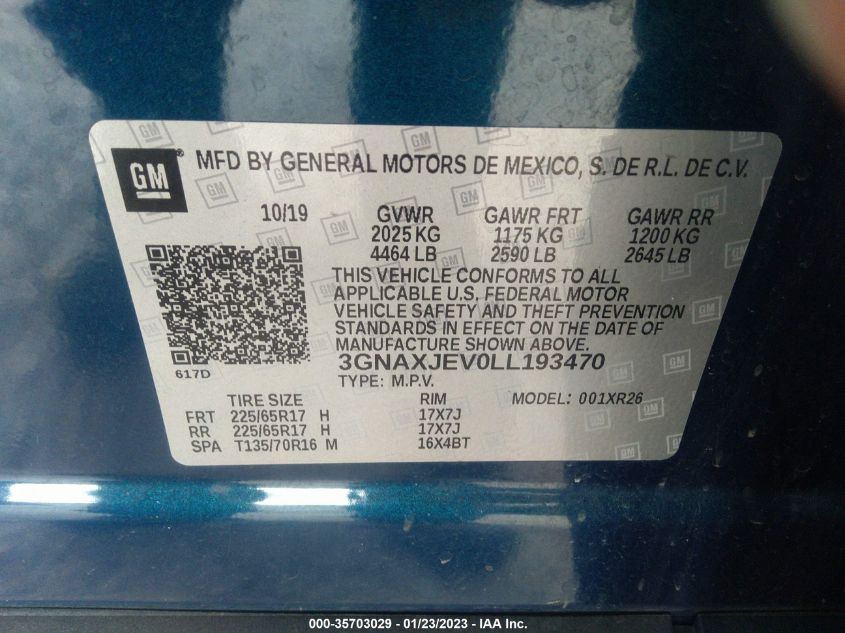 GM MFD BY GENERAL MOTORS DE MEXICO, S. DE R.L. DE C.V.
10/19 GVWR GAWR FRT GAWR RR
2025 KG 1175 KG 1200 KG
4464 LB 2590 LB 2645 LB
THIS VEHICLE CONFORMS TO ALL
APPLICABLE U.S. FEDERAL MOTOR
VEHICLE SAFETY AND THEFT PREVENTION
STANDARDS IN EFFECT ON THE DATE OF
MANUFACTURE SHOWN ABOVE.
617D 3GNAXJEV0LL193470
TYPE: M.P.V.
TIRE SIZE RIM MODEL: 001XR26
FRT 225/65R17 H 17X7J
RR 225/65R17 H 17X7J
SPA T135/70R16 M 16X4BT
000-35703029 - 01/23/2023 - IAA Inc.